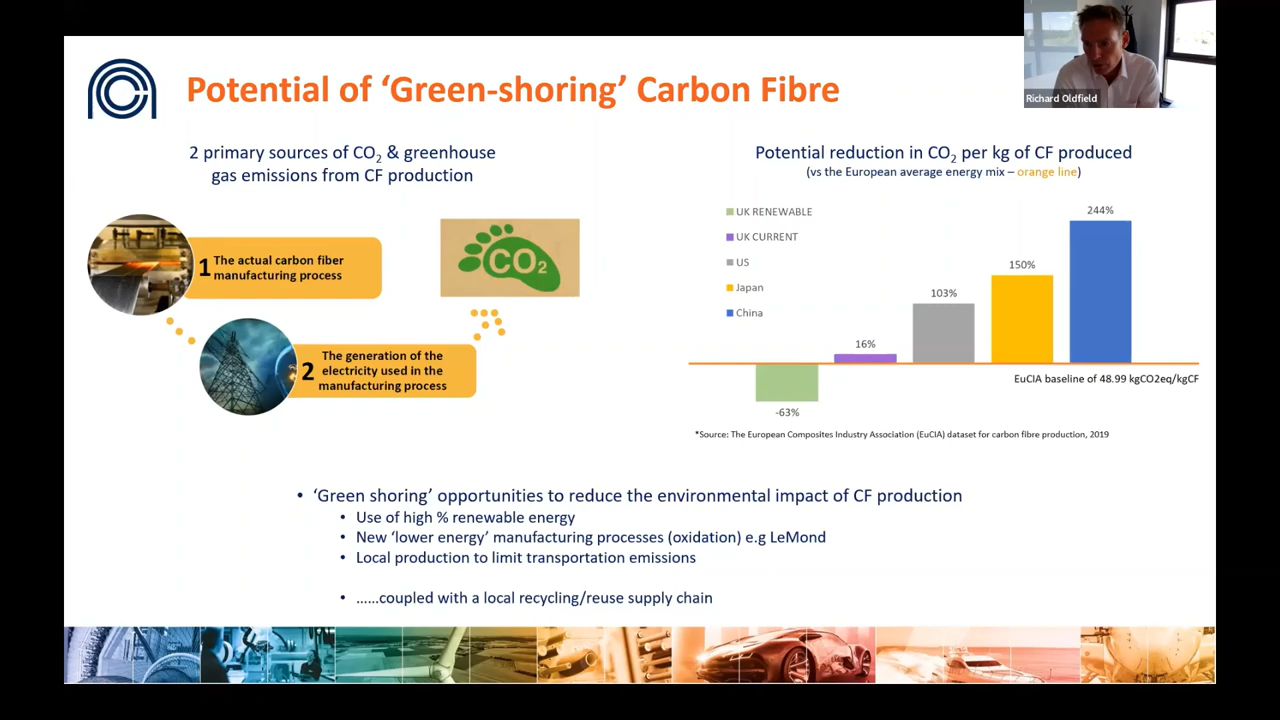 Richard Oldfield
Potential of ‘Green-shoring’ Carbon Fibre
2 primary sources of CO₂ & greenhouse
gas emissions from CF production
1 The actual carbon fiber
manufacturing process
CO₂
2 The generation of the
electricity used in the
manufacturing process
Potential reduction in CO₂ per kg of CF produced
(vs the European average energy mix – orange line)
UK RENEWABLE
UK CURRENT
US
Japan
China
-63%
16%
103%
150%
244%
EuCIA baseline of 48.99 kgCO2eq/kgCF
*Source: The European Composites Industry Association (EuCIA) dataset for carbon fibre production, 2019
• ‘Green shoring’ opportunities to reduce the environmental impact of CF production
• Use of high % renewable energy
• New ‘lower energy’ manufacturing processes (oxidation) e.g LeMond
• Local production to limit transportation emissions
• ……coupled with a local recycling/reuse supply chain